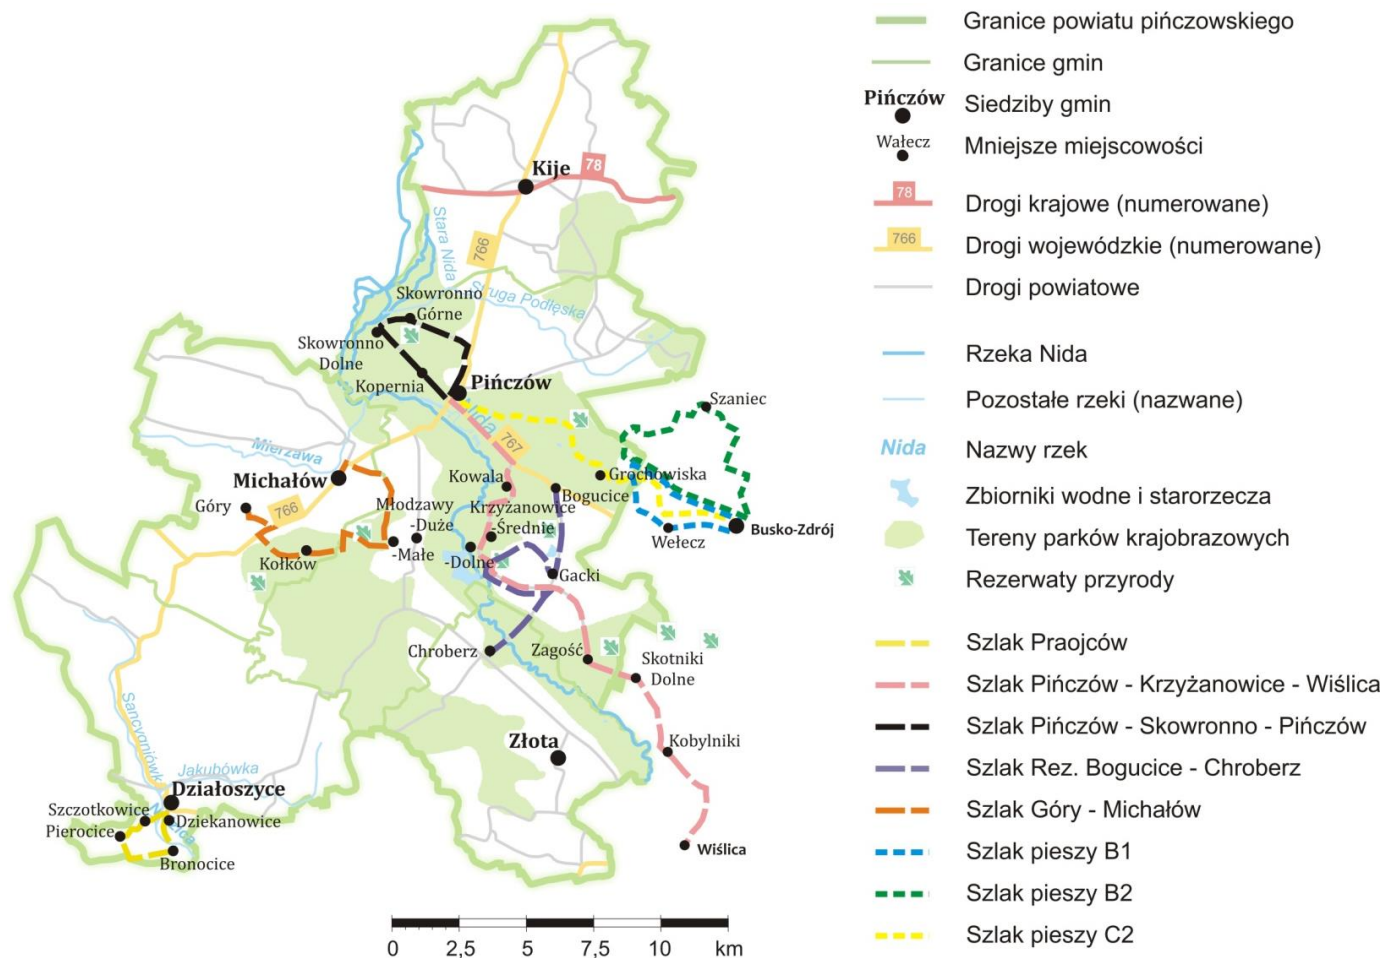 Kije
78
Stara Nida
766
Struga Podłęska
Skowronno
Górne
Skowronno
Dolne
Kopernia
Pińczów
Nida
767
Szaniec
Mierzawa
Michałów
Kowala
Grochowiska
Bogucice
Góry
766
Młodzawy
-Duże
-Małe
Krzyżanowice
-Średnie
-Dolne
Wełecz
Busko-Zdrój
Kołków
Gacki
Chroberz
Zagość
Skotniki
Dolne
Sancygniówk
Złota
Kobylniki
Jakubówka
Działoszyce
Szczotkowice
Pierocice
Dziekanowice
Bronocice
Wiślica
0 2,5 5 7,5 10 km
Granice powiatu pińczowskiego
Granice gmin
Pińczów
Siedziby gmin
Wałecz
Mniejsze miejscowości
78
Drogi krajowe (numerowane)
766
Drogi wojewódzkie (numerowane)
Drogi powiatowe
Rzeka Nida
Pozostałe rzeki (nazwane)
Nida
Nazwy rzek
Zbiorniki wodne i starorzecza
Tereny parków krajobrazowych
Rezerwaty przyrody
Szlak Praojców
Szlak Pińczów - Krzyżanowice - Wiślica
Szlak Pińczów - Skowronno - Pińczów
Szlak Rez. Bogucice - Chroberz
Szlak Góry - Michałów
Szlak pieszy B1
Szlak pieszy B2
Szlak pieszy C2